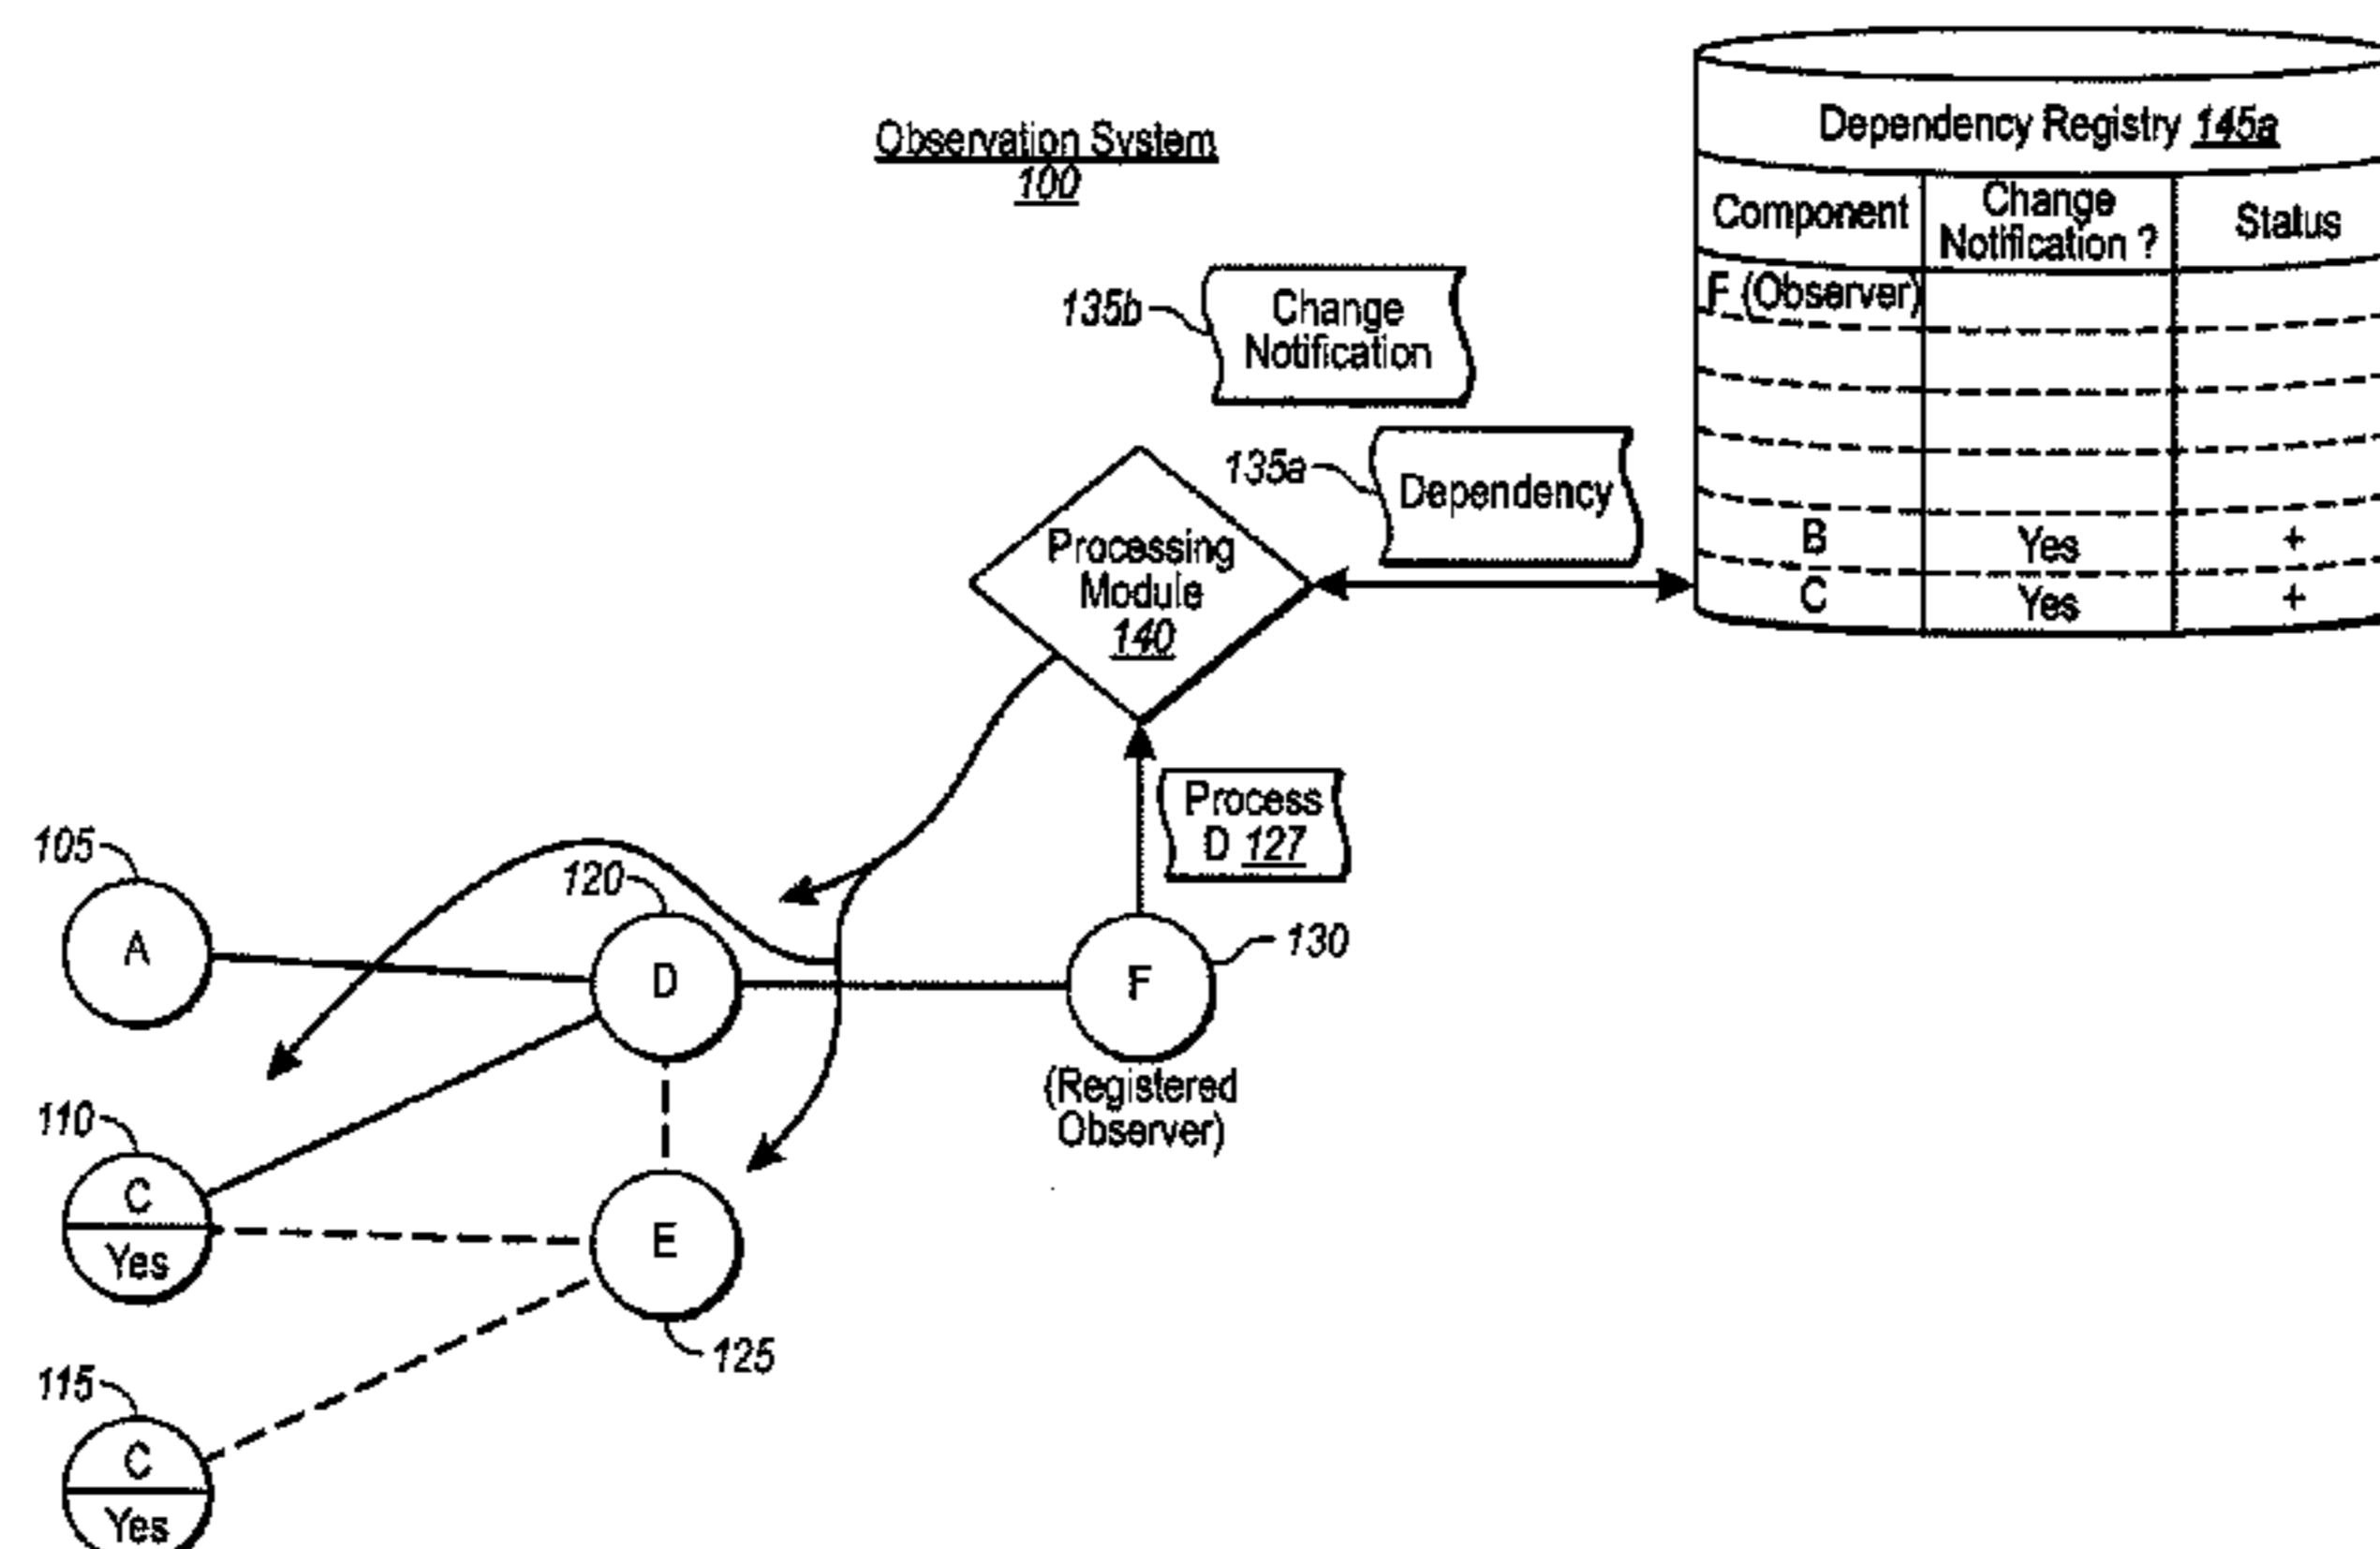 Observation System
100
Dependency Registry 145a
Component
Change
Notification ?
Status
F (Observer)
B
Yes
+
C
Yes
+
135b
Change
Notification
135a
Dependency
Processing
Module
140
Process
D 127
105
A
120
D
F
130
(Registered
Observer)
110
C
Yes
E
125
115
C
Yes